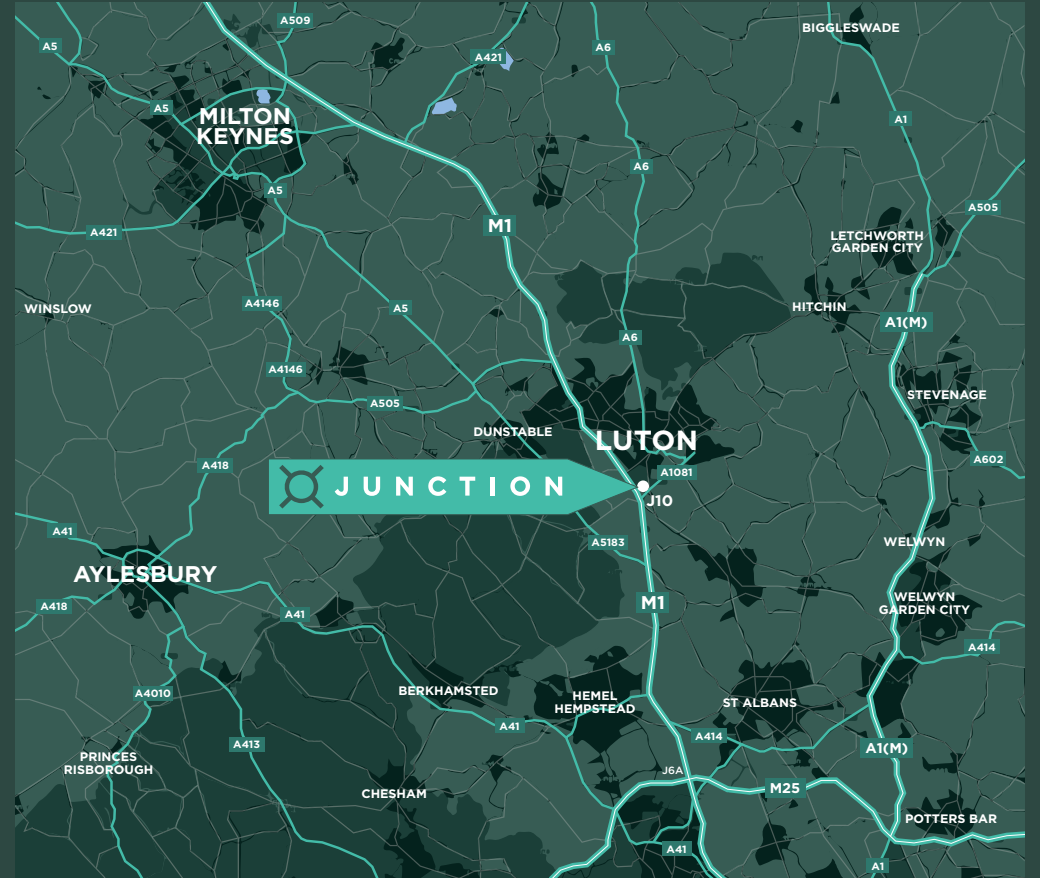 A509
BIGGLESWADE
A5
A6
A421
A5
MILTON
KEYNES
A1
A6
A5
A505
A421
M1
LETCHWORTH
GARDEN CITY
WINSLOW
A4146
A5
HITCHIN
A1(M)
A6
A4146
STEVENAGE
A505
DUNSTABLE
LUTON
A602
A418
A1081
JUNCTION
J10
A41
A5183
WELWYN
AYLESBURY
WELWYN
GARDEN CITY
A418
A41
M1
A414
A4010
BERKHAMSTED
HEMEL
HEMPSTEAD
ST ALBANS
A41
A414
A413
A1(M)
PRINCES
RISBOROUGH
J6A
M25
CHESHAM
POTTERS BAR
A41
A1